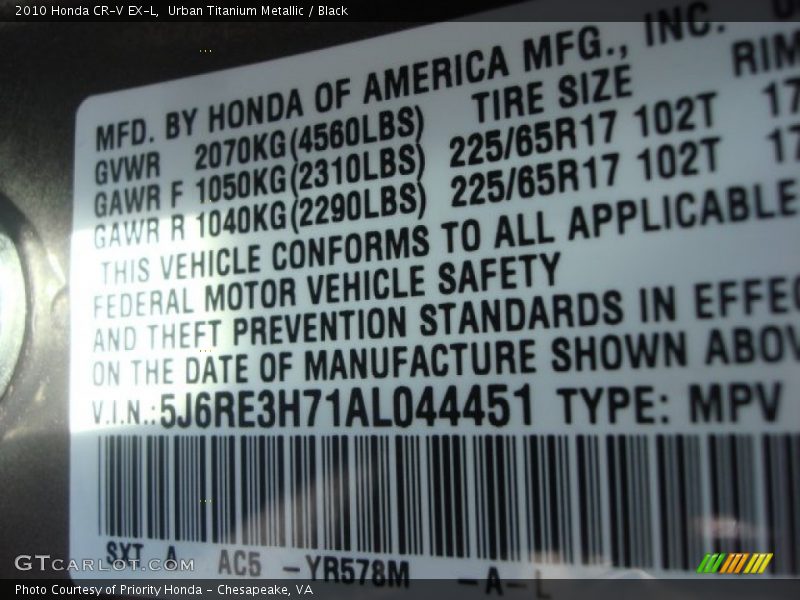 2010 Honda CR-V EX-L, Urban Titanium Metallic / Black
MFD. BY HONDA OF AMERICA MFG., INC.
TIRE SIZE RIM
GVWR 2070KG(4560LBS)
GAWR F 1050KG(2310LBS) 225/65R17 102T 17
GAWR R 1040KG(2290LBS) 225/65R17 102T 17
THIS VEHICLE CONFORMS TO ALL APPLICABLE
FEDERAL MOTOR VEHICLE SAFETY
AND THEFT PREVENTION STANDARDS IN EFFEC
ON THE DATE OF MANUFACTURE SHOWN ABOV
V.I.N.:5J6RE3H71AL044451 TYPE: MPV
SXT A AC5 -YR578M -A-L
GTCARLOT.COM
Photo Courtesy of Priority Honda - Chesapeake, VA